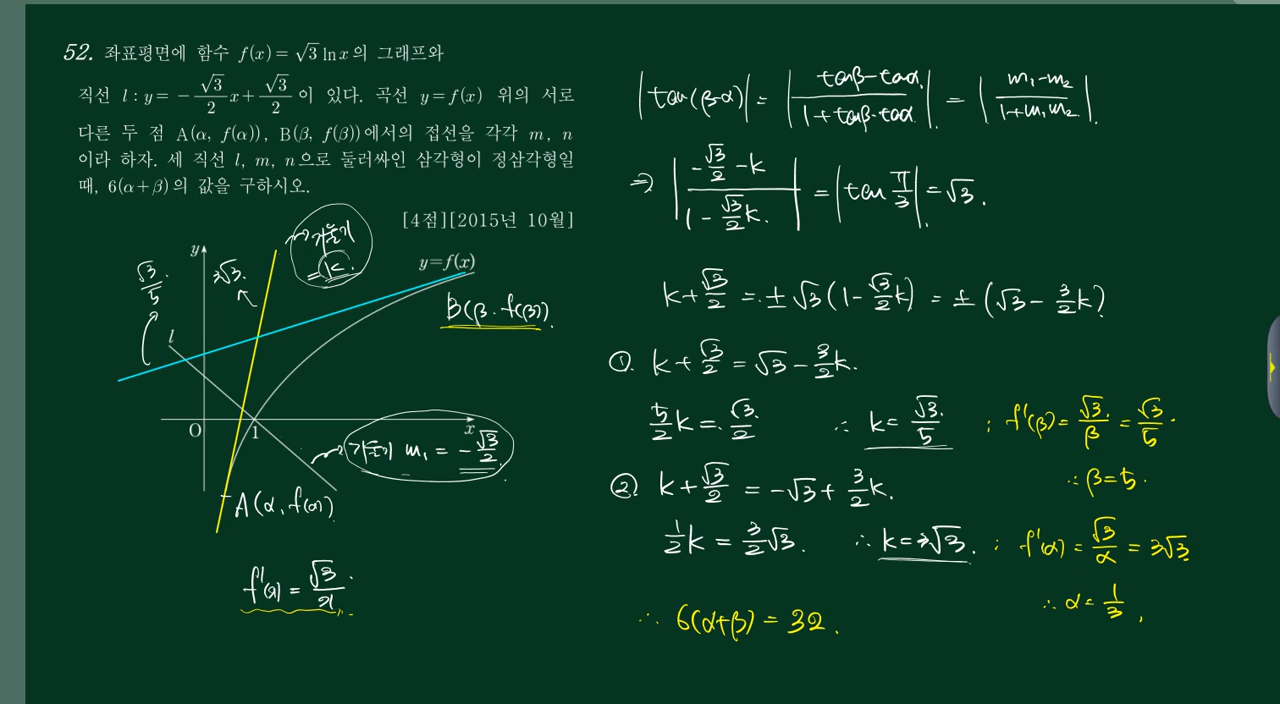 52. 좌표평면에 함수 f(x) = √3 ln x의 그래프와
직선 l : y = -√3/2 x + √3/2 이 있다. 곡선 y = f(x) 위의 서로
다른 두 점 A(α, f(α)), B(β, f(β))에서의 접선을 각각 m, n
이라 하자. 세 직선 l, m, n으로 둘러싸인 삼각형이 정삼각형일
때, 6(α+β)의 값을 구하시오.
[4점][2015년 10월]
y
√3/5
3√3.
→ 기울기
= k.
y = f(x)
B(β, f(β))
l
O
1
x
→ 기울기 m₁ = -√3/2
A(α, f(α))
f'(x) = √3/x
|tan(β-α)| = |(tanβ - tanα)/(1 + tanβ·tanα)| = |(m₁ - m₂)/(1 + m₁m₂)|.
⇒ |(-√3/2 - k)/(1 - √3/2 k)| = |tan π/3| = √3.
k + √3/2 = ± √3(1 - √3/2 k) = ± (√3 - 3/2 k)
①. k + √3/2 = √3 - 3/2 k.
5/2 k = √3/2 ∴ k = √3/5 ; f'(β) = √3/β = √3/5.
∴ β = 5.
②. k + √3/2 = -√3 + 3/2 k.
1/2 k = 3/2 √3. ∴ k = 3√3. ; f'(α) = √3/α = 3√3
∴ α = 1/3,
∴ 6(α+β) = 32.